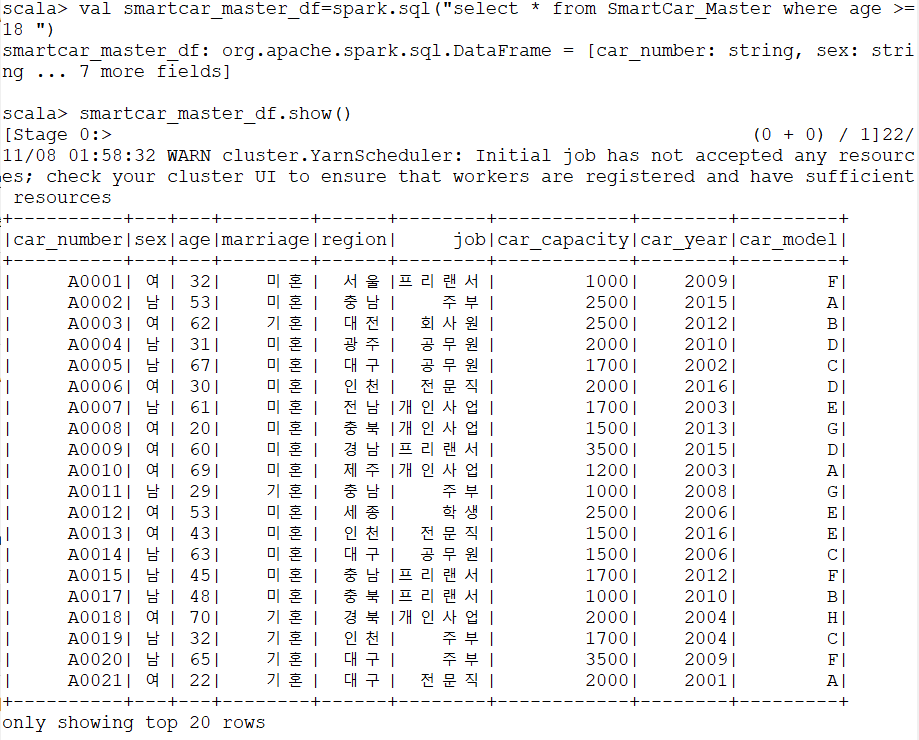 scala> val smartcar_master_df=spark.sql("select * from SmartCar_Master where age >=
18 ")
smartcar_master_df: org.apache.spark.sql.DataFrame = [car_number: string, sex: stri
ng ... 7 more fields]
scala> smartcar_master_df.show()
[Stage 0:>                                                          (0 + 0) / 1]22/
11/08 01:58:32 WARN cluster.YarnScheduler: Initial job has not accepted any resourc
es; check your cluster UI to ensure that workers are registered and have sufficient
 resources
+----------+---+---+--------+------+--------+------------+--------+---------+
|car_number|sex|age|marriage|region|     job|car_capacity|car_year|car_model|
+----------+---+---+--------+------+--------+------------+--------+---------+
|     A0001| 여| 32|    미혼|  서울|프리랜서|        1000|    2009|        F|
|     A0002| 남| 53|    미혼|  충남|    주부|        2500|    2015|        A|
|     A0003| 여| 62|    기혼|  대전|  회사원|        2500|    2012|        B|
|     A0004| 남| 31|    미혼|  광주|  공무원|        2000|    2010|        D|
|     A0005| 남| 67|    미혼|  대구|  공무원|        1700|    2002|        C|
|     A0006| 여| 30|    미혼|  인천|  전문직|        2000|    2016|        D|
|     A0007| 남| 61|    미혼|  전남|개인사업|        1700|    2003|        E|
|     A0008| 여| 20|    미혼|  충북|개인사업|        1500|    2013|        G|
|     A0009| 여| 60|    미혼|  경남|프리랜서|        3500|    2015|        D|
|     A0010| 여| 69|    미혼|  제주|개인사업|        1200|    2003|        A|
|     A0011| 남| 29|    기혼|  충남|    주부|        1000|    2008|        G|
|     A0012| 여| 53|    미혼|  세종|    학생|        2500|    2006|        E|
|     A0013| 여| 43|    미혼|  인천|  전문직|        1500|    2016|        E|
|     A0014| 남| 63|    미혼|  대구|  공무원|        1500|    2006|        C|
|     A0015| 남| 45|    미혼|  충남|프리랜서|        1700|    2012|        F|
|     A0017| 남| 48|    미혼|  충북|프리랜서|        1000|    2010|        B|
|     A0018| 여| 70|    기혼|  경북|개인사업|        2000|    2004|        H|
|     A0019| 남| 32|    기혼|  인천|    주부|        1700|    2004|        C|
|     A0020| 남| 65|    기혼|  대구|    주부|        3500|    2009|        F|
|     A0021| 여| 22|    기혼|  대구|  전문직|        2000|    2001|        A|
+----------+---+---+--------+------+--------+------------+--------+---------+
only showing top 20 rows